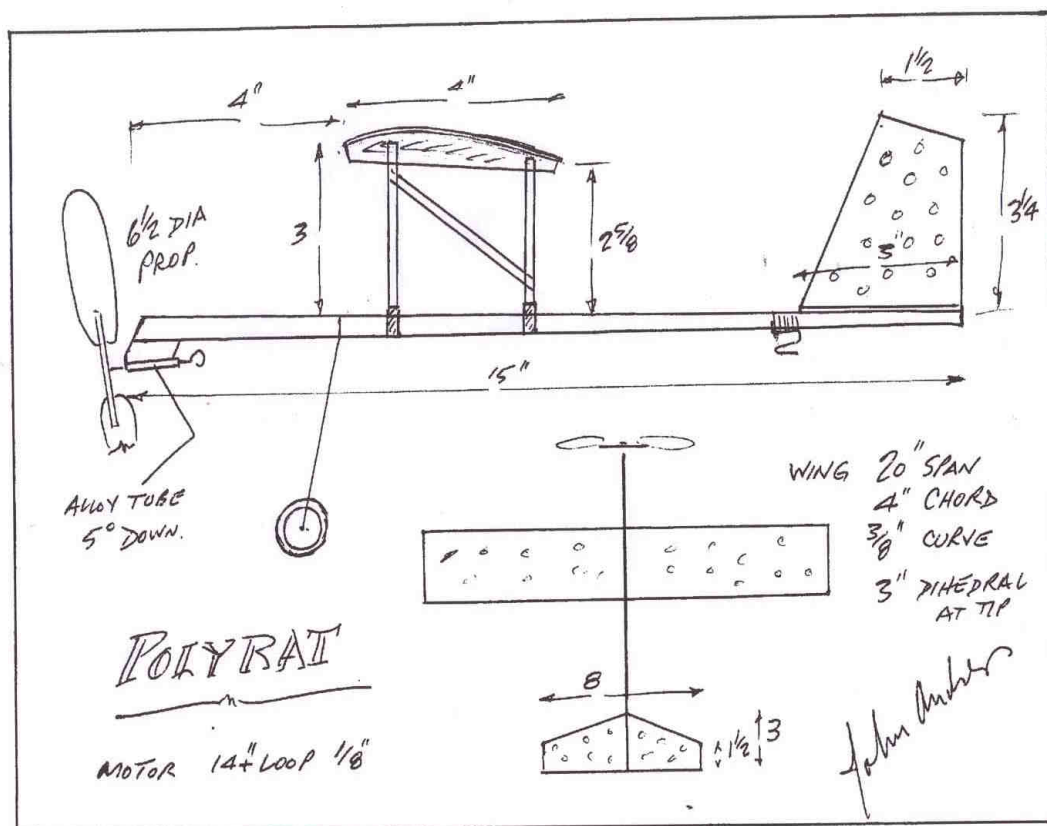 1½
4"
4"
6½ DIA
PROP.
3
2⅝
3¼
3"
15"
ALLOY TUBE
5° DOWN.
WING 20" SPAN
4" CHORD
3/8" CURVE
3" DIHEDRAL
AT TIP
POLYRAT
8
1½
3
MOTOR 14" LOOP 1/8"
John